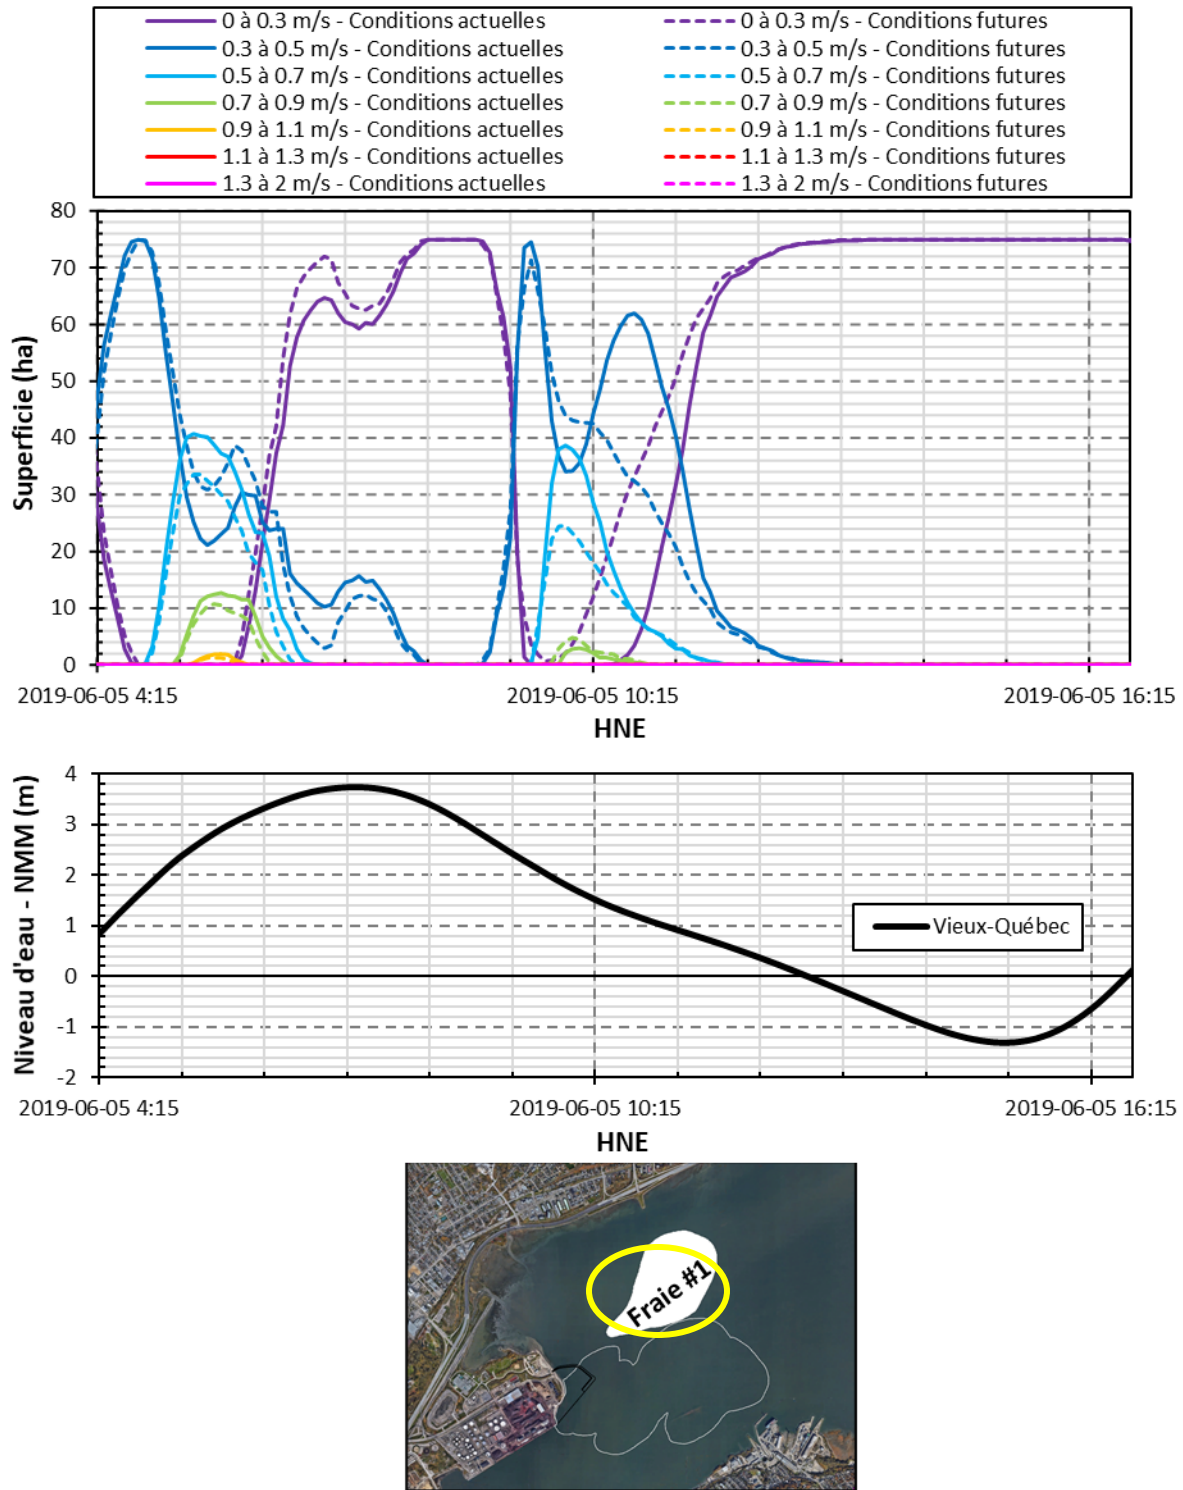 0 à 0.3 m/s - Conditions actuelles 0 à 0.3 m/s - Conditions futures
0.3 à 0.5 m/s - Conditions actuelles 0.3 à 0.5 m/s - Conditions futures
0.5 à 0.7 m/s - Conditions actuelles 0.5 à 0.7 m/s - Conditions futures
0.7 à 0.9 m/s - Conditions actuelles 0.7 à 0.9 m/s - Conditions futures
0.9 à 1.1 m/s - Conditions actuelles 0.9 à 1.1 m/s - Conditions futures
1.1 à 1.3 m/s - Conditions actuelles 1.1 à 1.3 m/s - Conditions futures
1.3 à 2 m/s - Conditions actuelles 1.3 à 2 m/s - Conditions futures
Superficie (ha)
80
70
60
50
40
30
20
10
0
2019-06-05 4:15 2019-06-05 10:15 2019-06-05 16:15
HNE
Niveau d'eau - NMM (m)
4
3
2
1
0
-1
-2
Vieux-Québec
2019-06-05 4:15 2019-06-05 10:15 2019-06-05 16:15
HNE
Fraie #1